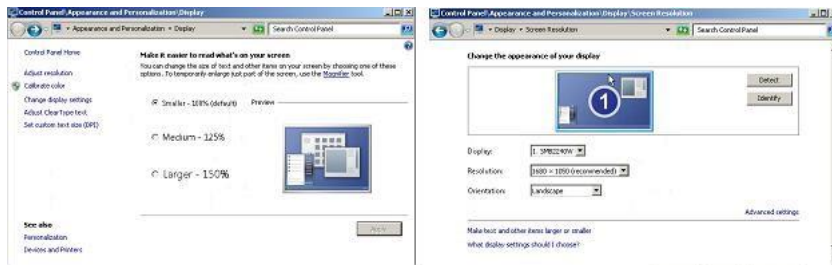 Control Panel\Appearance and Personalization\Display
Appearance and Personalization
Display
Search Control Panel
Control Panel Home
Adjust resolution
Calibrate color
Change display settings
Adjust ClearType text
Set custom text size (DPI)
See also
Personalization
Devices and Printers
Make it easier to read what's on your screen
You can change the size of text and other items on your screen by choosing one of these
options. To temporarily enlarge just part of the screen, use the Magnifier tool.
Smaller - 100% (default)
Preview
Medium - 125%
Larger - 150%
Apply
Control Panel\Appearance and Personalization\Display\Screen Resolution
Display
Screen Resolution
Search Control Panel
Change the appearance of your display
1
Detect
Identify
Display:
1. SMB2240W
Resolution:
1680 × 1050 (recommended)
Orientation:
Landscape
Advanced settings
Make text and other items larger or smaller
What display settings should I choose?